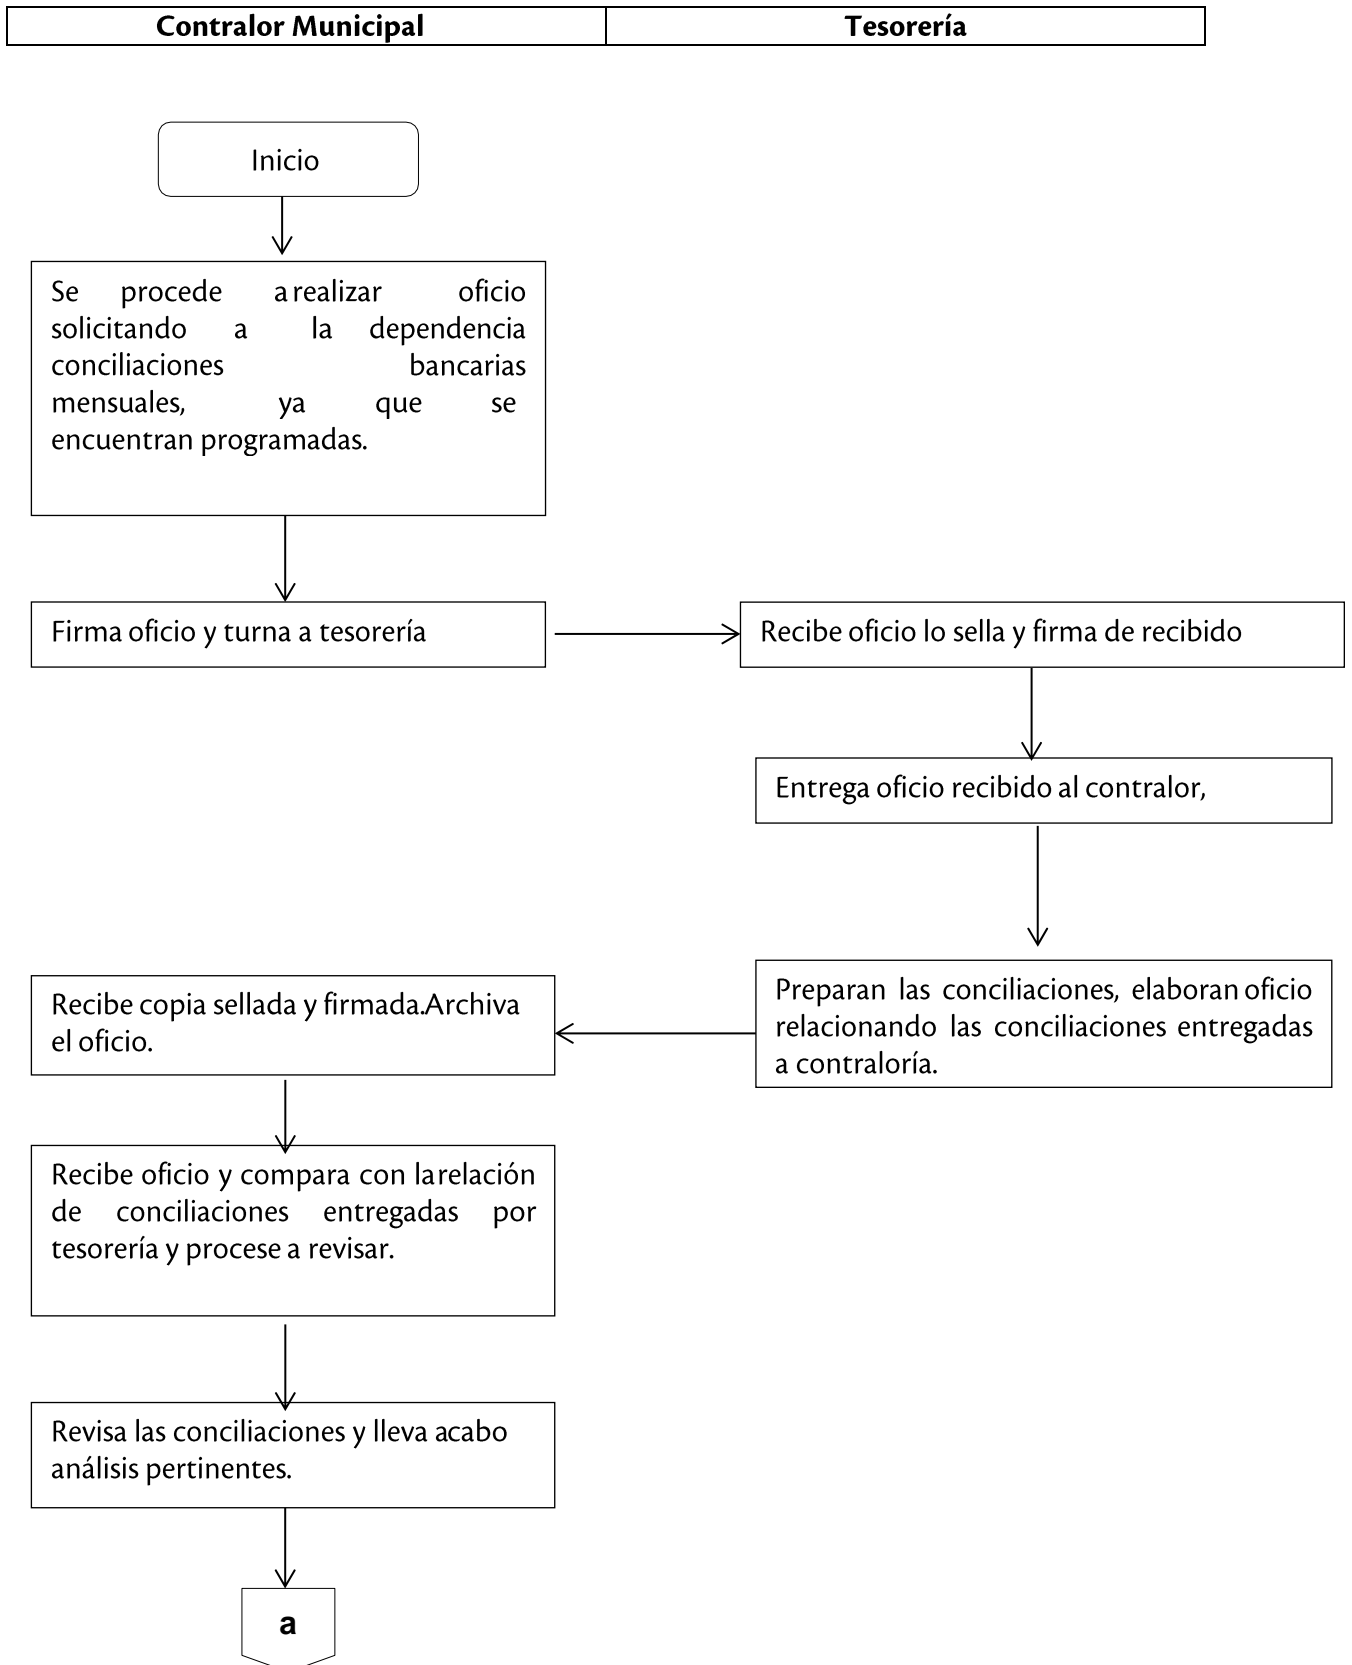 Contralor Municipal Tesorería
Inicio
Se procede a realizar oficio
solicitando a la dependencia
conciliaciones bancarias
mensuales, ya que se
encuentran programadas.
Firma oficio y turna a tesorería
Recibe oficio lo sella y firma de recibido
Entrega oficio recibido al contralor,
Preparan las conciliaciones, elaboran oficio
relacionando las conciliaciones entregadas
a contraloría.
Recibe copia sellada y firmada.Archiva
el oficio.
Recibe oficio y compara con larelación
de conciliaciones entregadas por
tesorería y procese a revisar.
Revisa las conciliaciones y lleva acabo
análisis pertinentes.
a